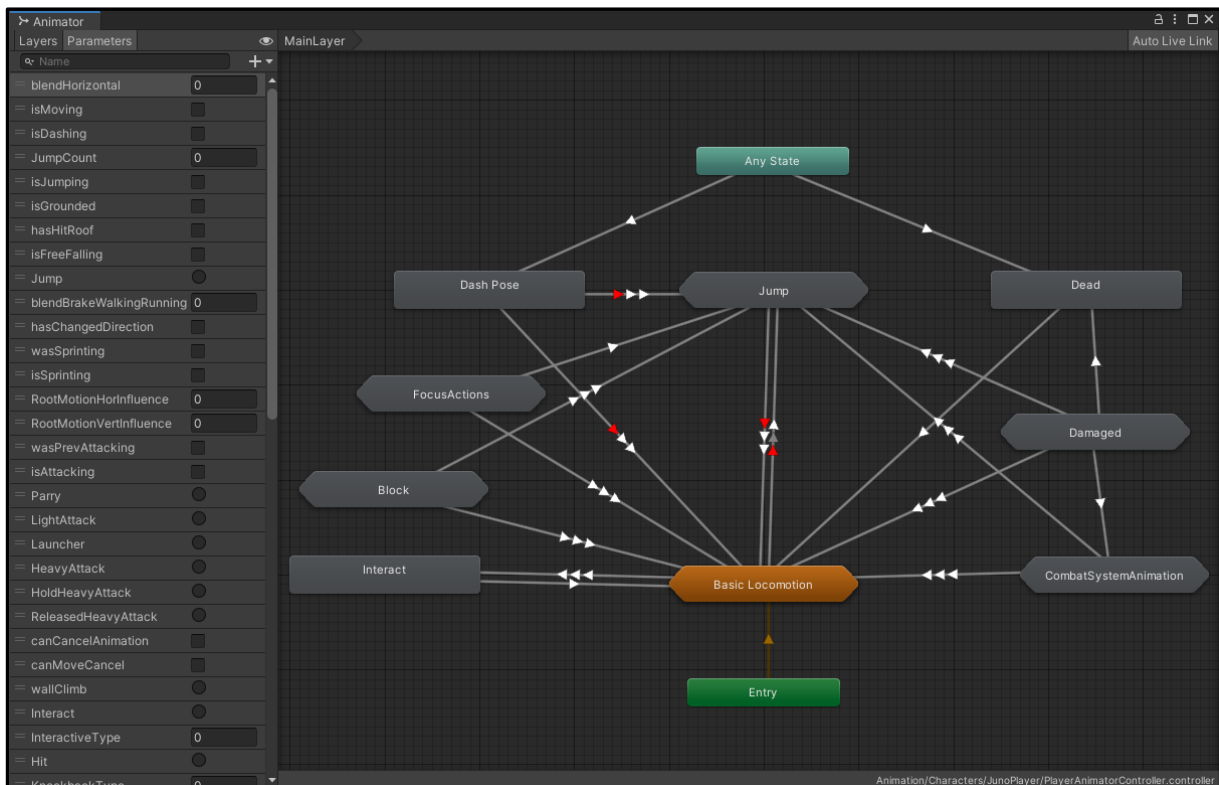 Animator
Layers Parameters
MainLayer
Auto Live Link
Name
blendHorizontal 0
isMoving
isDashing
JumpCount 0
isJumping
isGrounded
hasHitRoof
isFreeFalling
Jump
blendBrakeWalkingRunning 0
hasChangedDirection
wasSprinting
isSprinting
RootMotionHorInfluence 0
RootMotionVertInfluence 0
wasPrevAttacking
isAttacking
Parry
LightAttack
Launcher
HeavyAttack
HoldHeavyAttack
ReleasedHeavyAttack
canCancelAnimation
canMoveCancel
wallClimb
Interact
InteractiveType 0
Hit
KnockbackType 0
Any State
Dash Pose
Jump
Dead
FocusActions
Damaged
Block
Interact
Basic Locomotion
CombatSystemAnimation
Entry
Animation/Characters/JunoPlayer/PlayerAnimatorController.controller